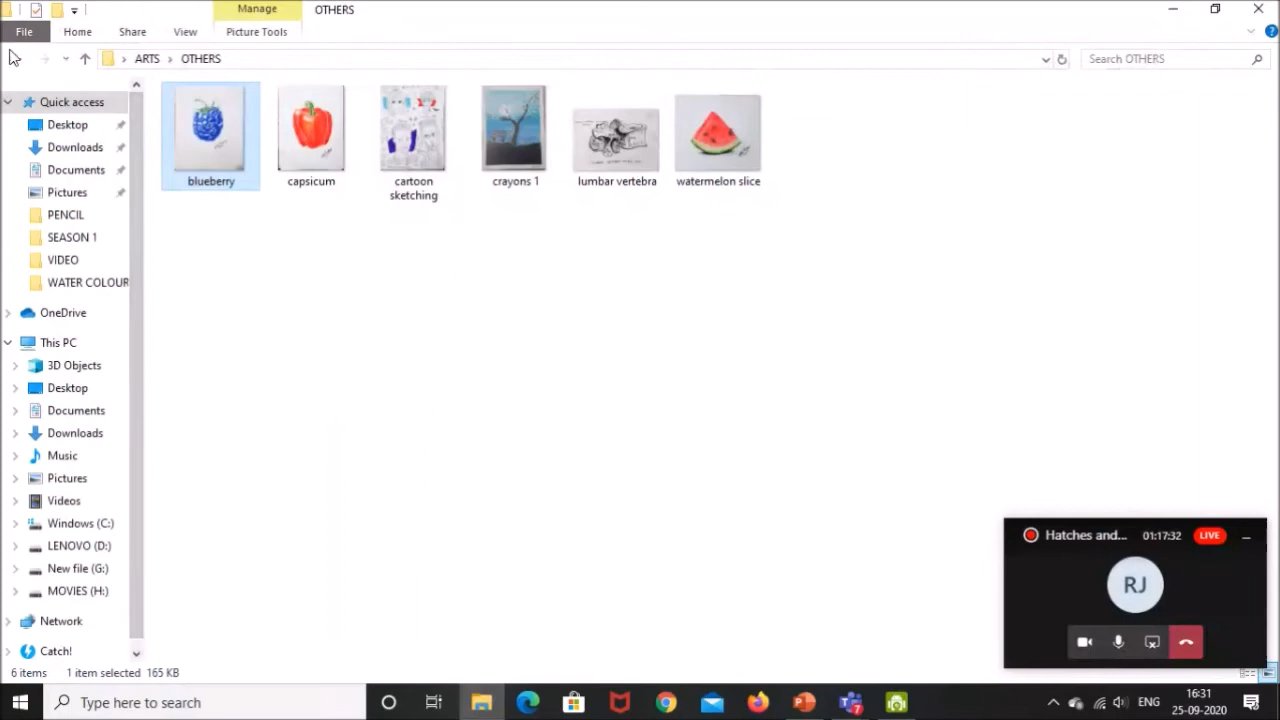 Manage
OTHERS
File
Home
Share
View
Picture Tools
ARTS
OTHERS
Search OTHERS
Quick access
Desktop
Downloads
Documents
Pictures
PENCIL
SEASON 1
VIDEO
WATER COLOUR
OneDrive
This PC
3D Objects
Desktop
Documents
Downloads
Music
Pictures
Videos
Windows (C:)
LENOVO (D:)
New file (G:)
MOVIES (H:)
Network
Catch!
blueberry
capsicum
cartoon
sketching
crayons 1
lumbar vertebra
watermelon slice
Hatches and...
01:17:32
LIVE
RJ
6 items
1 item selected 165 KB
Type here to search
7
ENG
16:31
25-09-2020